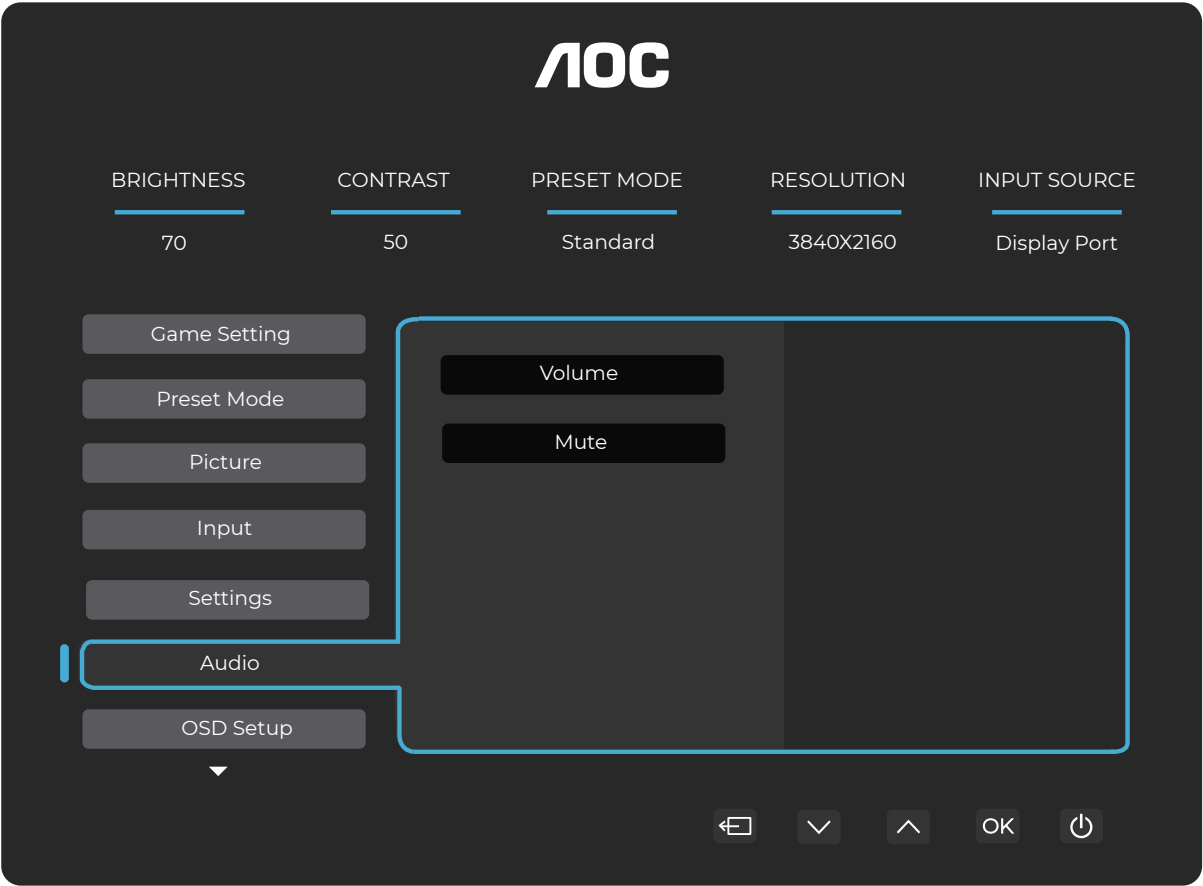 AOC
BRIGHTNESS CONTRAST PRESET MODE RESOLUTION INPUT SOURCE
70 50 Standard 3840X2160 Display Port
Game Setting
Preset Mode
Picture
Input
Settings
Audio
OSD Setup
Volume
Mute
OK